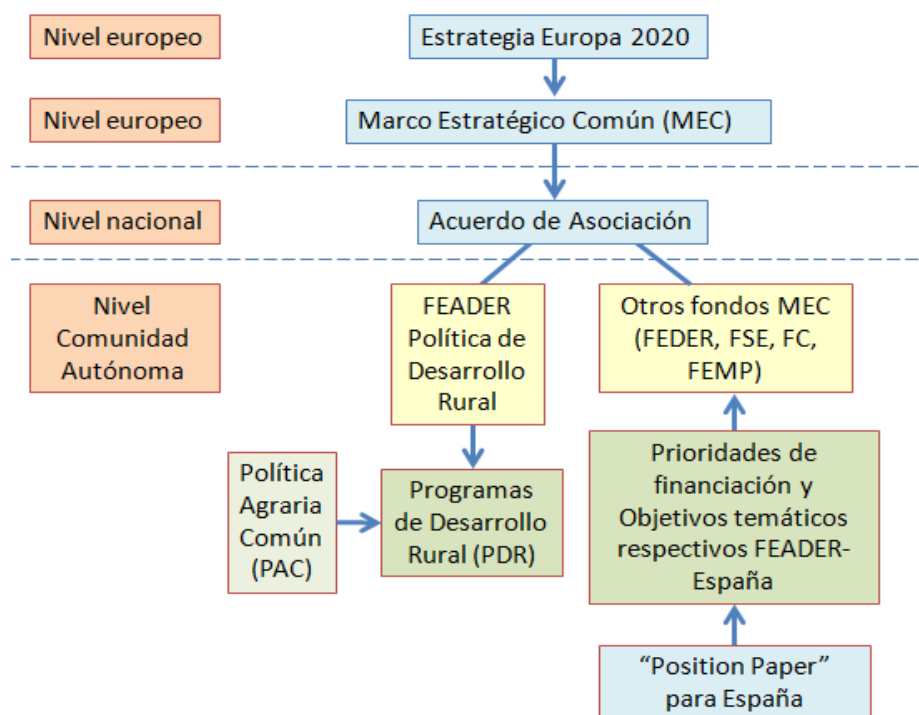 Nivel europeo
Estrategia Europa 2020
Nivel europeo
Marco Estratégico Común (MEC)
Nivel nacional
Acuerdo de Asociación
Nivel
Comunidad
Autónoma
FEADER
Política de
Desarrollo
Rural
Otros fondos MEC
(FEDER, FSE, FC,
FEMP)
Política
Agraria
Común
(PAC)
Programas
de Desarrollo
Rural (PDR)
Prioridades de
financiación y
Objetivos temáticos
respectivos FEADER-
España
“Position Paper”
para España